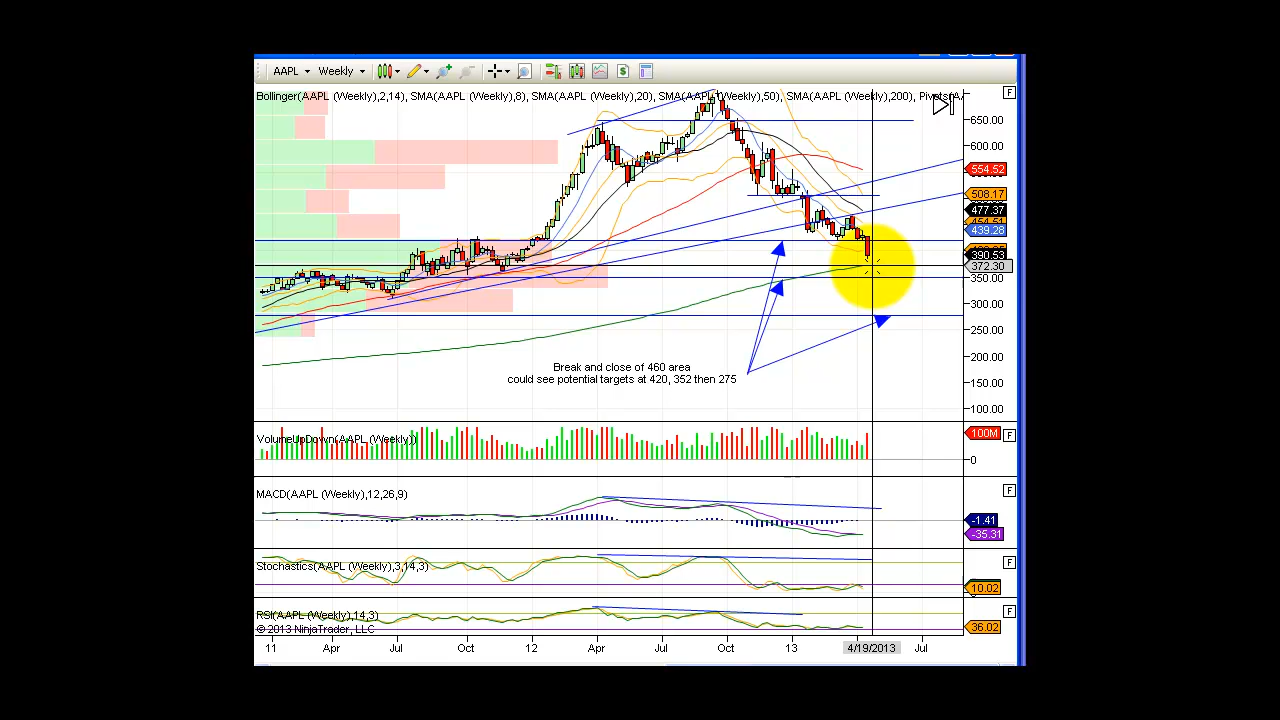 AAPL Weekly
Bollinger(AAPL (Weekly),2,14), SMA(AAPL (Weekly),8), SMA(AAPL (Weekly),20), SMA(AAPL (Weekly),50), SMA(AAPL (Weekly),200),
F
650.00
600.00
554.52
508.17
477.37
439.28
390.53
372.30
350.00
300.00
250.00
200.00
150.00
100.00
Break and close of 460 area
could see potential targets at 420, 352 then 275
VolumeUpDown(AAPL (Weekly))
100M
F
0
MACD(AAPL (Weekly),12,26,9)
F
-1.41
-35.31
Stochastics(AAPL (Weekly),3,14,3)
F
10.02
RSI(AAPL (Weekly),14,3)
F
© 2013 NinjaTrader, LLC
36.02
11 Apr Jul Oct 12 Apr Jul Oct 13 4/19/2013 Jul